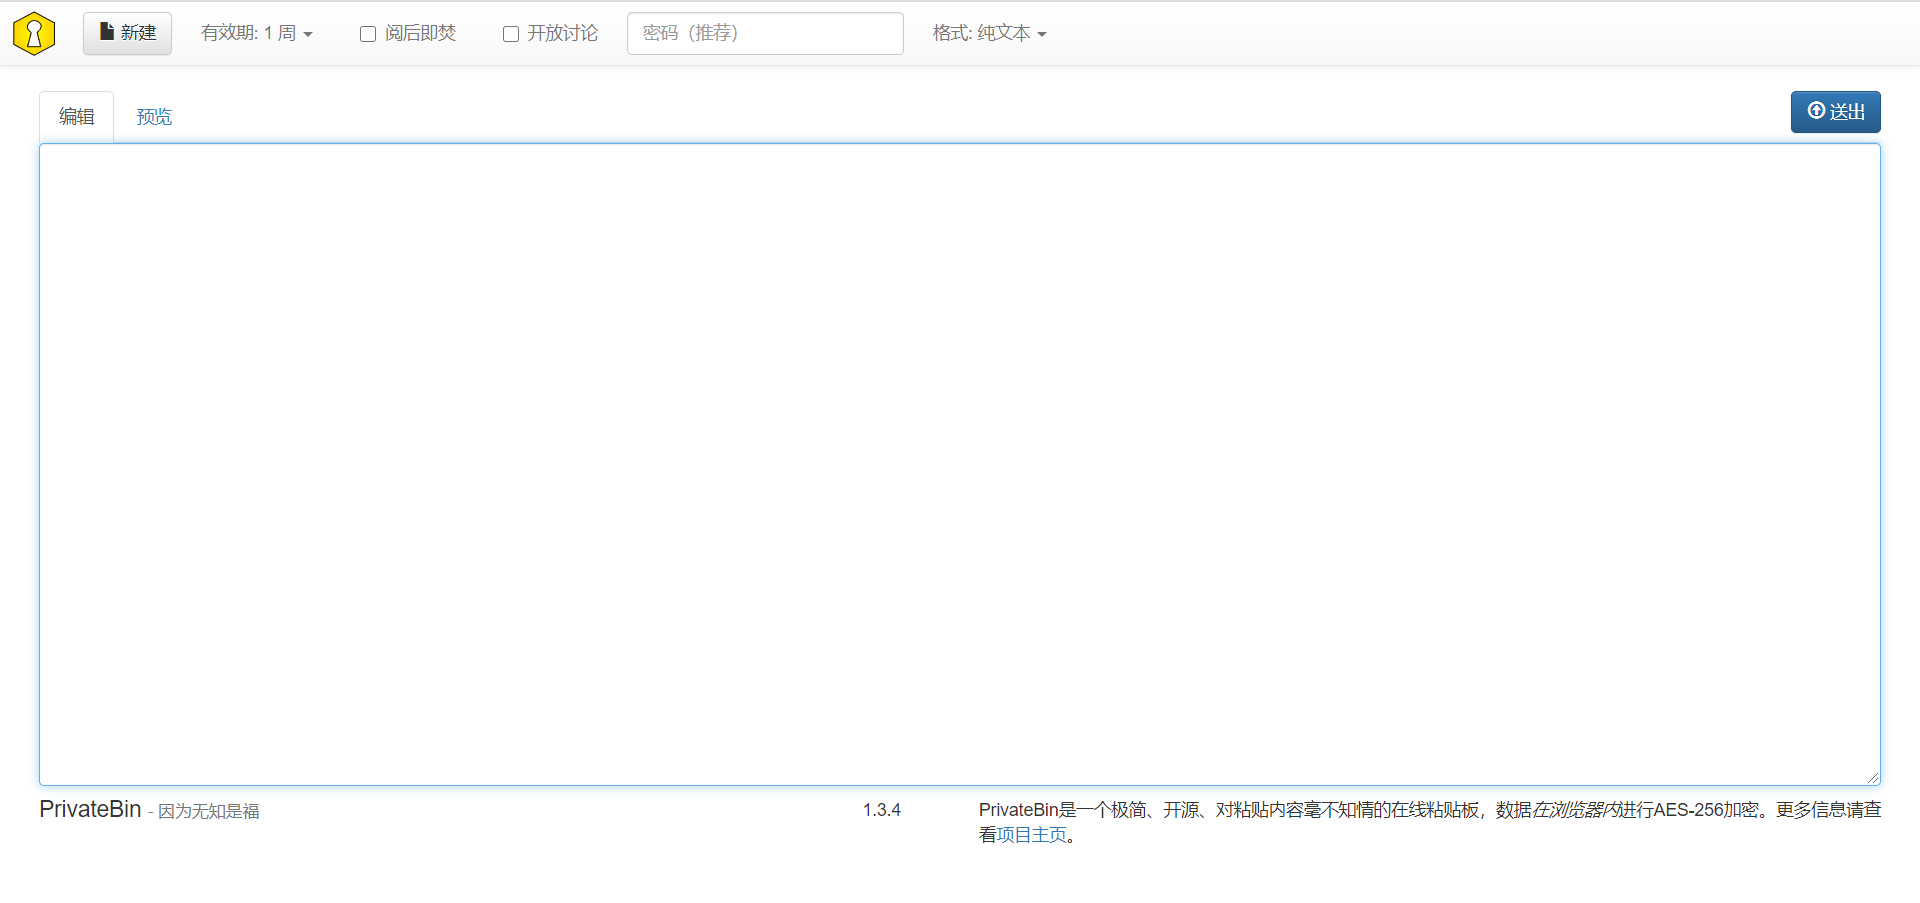 新建 有效期: 1 周 阅后即焚 开放讨论 密码（推荐） 格式: 纯文本
编辑 预览 送出
PrivateBin - 因为无知是福 1.3.4 PrivateBin是一个极简、开源、对粘贴内容毫不知情的在线粘贴板，数据在浏览器内进行AES-256加密。更多信息请查
看项目主页。